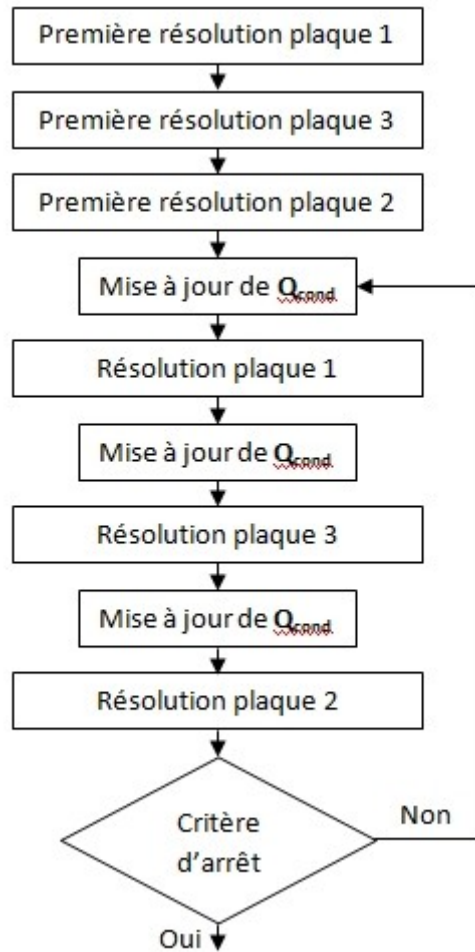 Première résolution plaque 1
Première résolution plaque 3
Première résolution plaque 2
Mise à jour de Qcond
Résolution plaque 1
Mise à jour de Qcond
Résolution plaque 3
Mise à jour de Qcond
Résolution plaque 2
Critère
d'arrêt
Non
Oui